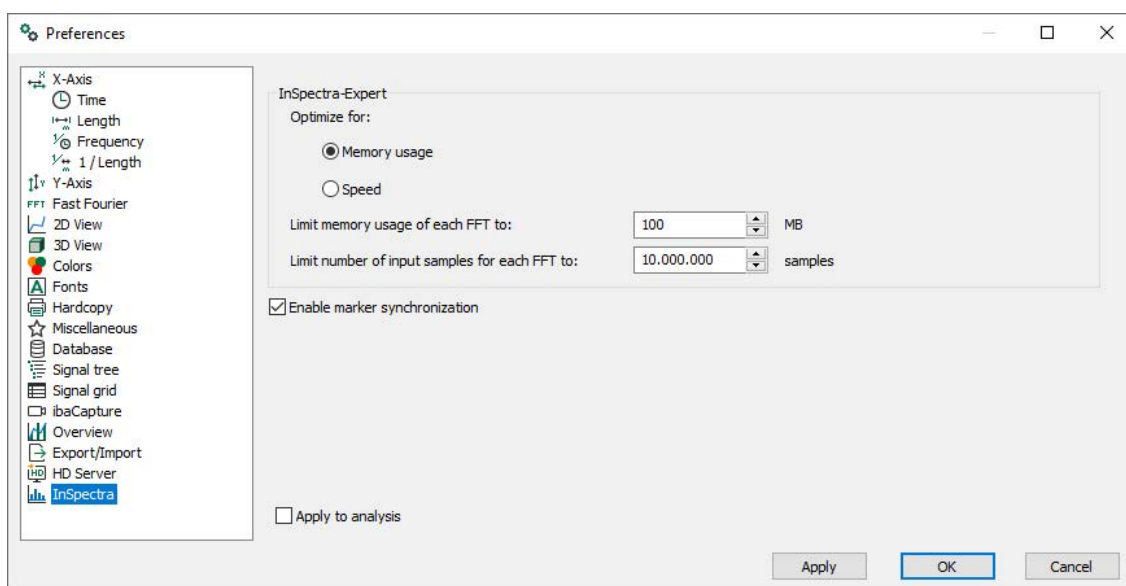 Preferences
X-Axis
Time
Length
Frequency
1 / Length
Y-Axis
FFT Fast Fourier
2D View
3D View
Colors
A Fonts
Hardcopy
Miscellaneous
Database
Signal tree
Signal grid
ibaCapture
Overview
Export/Import
HD HD Server
InSpectra
InSpectra-Expert
Optimize for:
Memory usage
Speed
Limit memory usage of each FFT to: 100 MB
Limit number of input samples for each FFT to: 10.000.000 samples
Enable marker synchronization
Apply to analysis
Apply OK Cancel